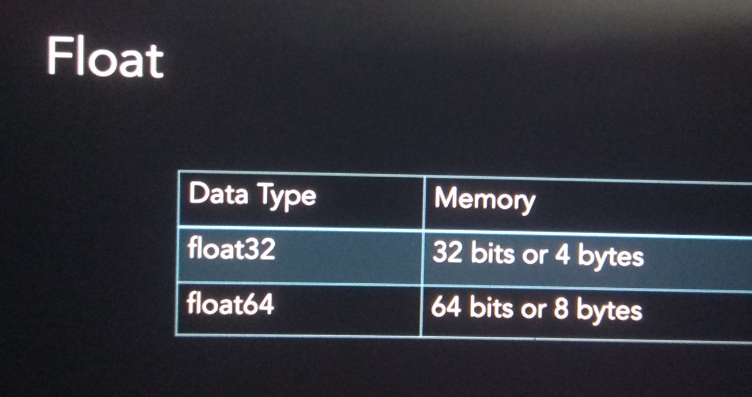 Float
Data Type Memory
float32 32 bits or 4 bytes
float64 64 bits or 8 bytes